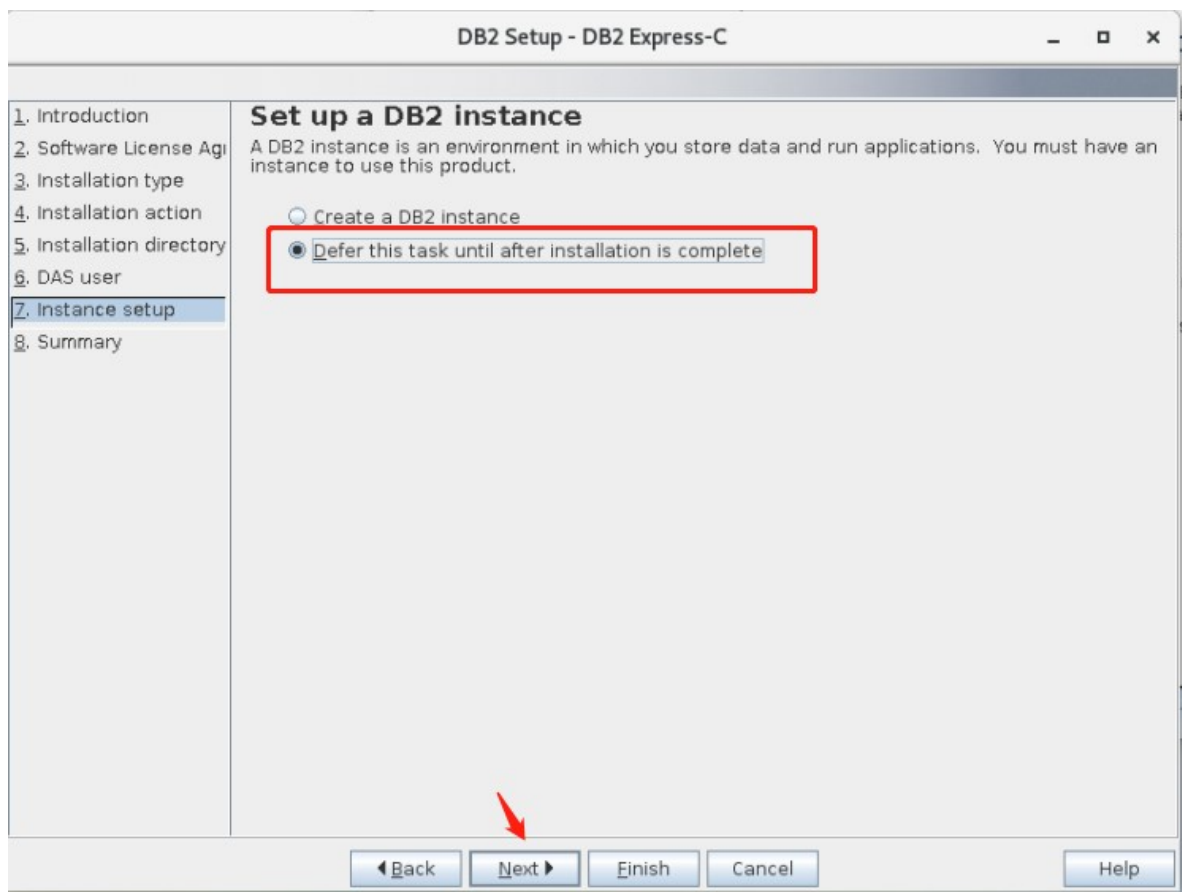 DB2 Setup - DB2 Express-C
1. Introduction
2. Software License Agr
3. Installation type
4. Installation action
5. Installation directory
6. DAS user
7. Instance setup
8. Summary
Set up a DB2 instance
A DB2 instance is an environment in which you store data and run applications. You must have an
instance to use this product.
Create a DB2 instance
Defer this task until after installation is complete
Back
Next
Finish
Cancel
Help